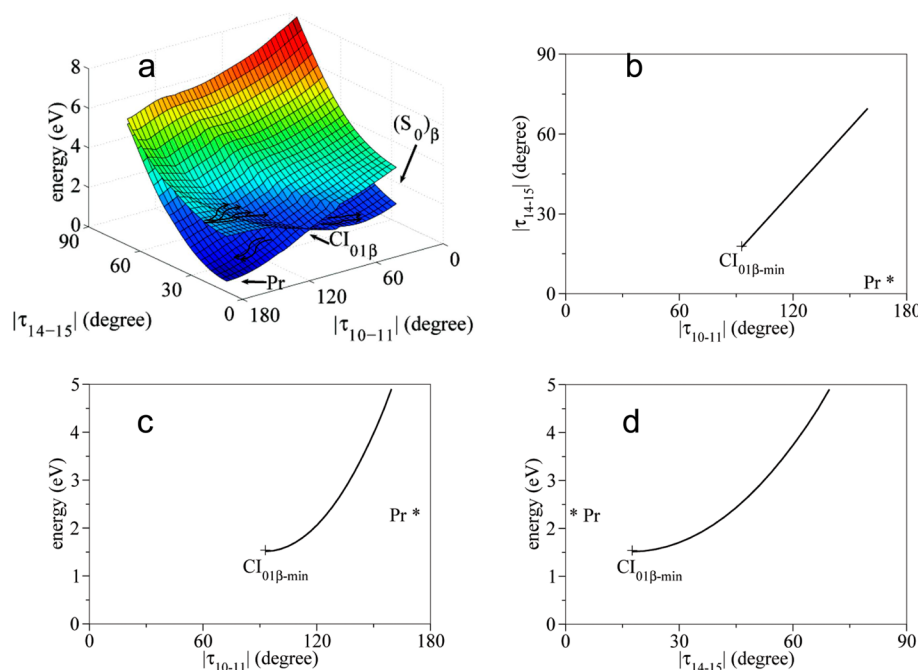 a
8
6
4
2
0
energy (eV)
(S₀)β
CI₀₁β
Pr
90
60
30
0
180
120
60
0
|τ₁₄₋₁₅| (degree)
|τ₁₀₋₁₁| (degree)
b
90
60
30
0
|τ₁₄₋₁₅| (degree)
CI₀₁β₋min
Pr *
0
60
120
180
|τ₁₀₋₁₁| (degree)
c
5
4
3
2
1
0
energy (eV)
Pr *
CI₀₁β₋min
0
60
120
180
|τ₁₀₋₁₁| (degree)
d
5
4
3
2
1
0
energy (eV)
* Pr
CI₀₁β₋min
0
30
60
90
|τ₁₄₋₁₅| (degree)